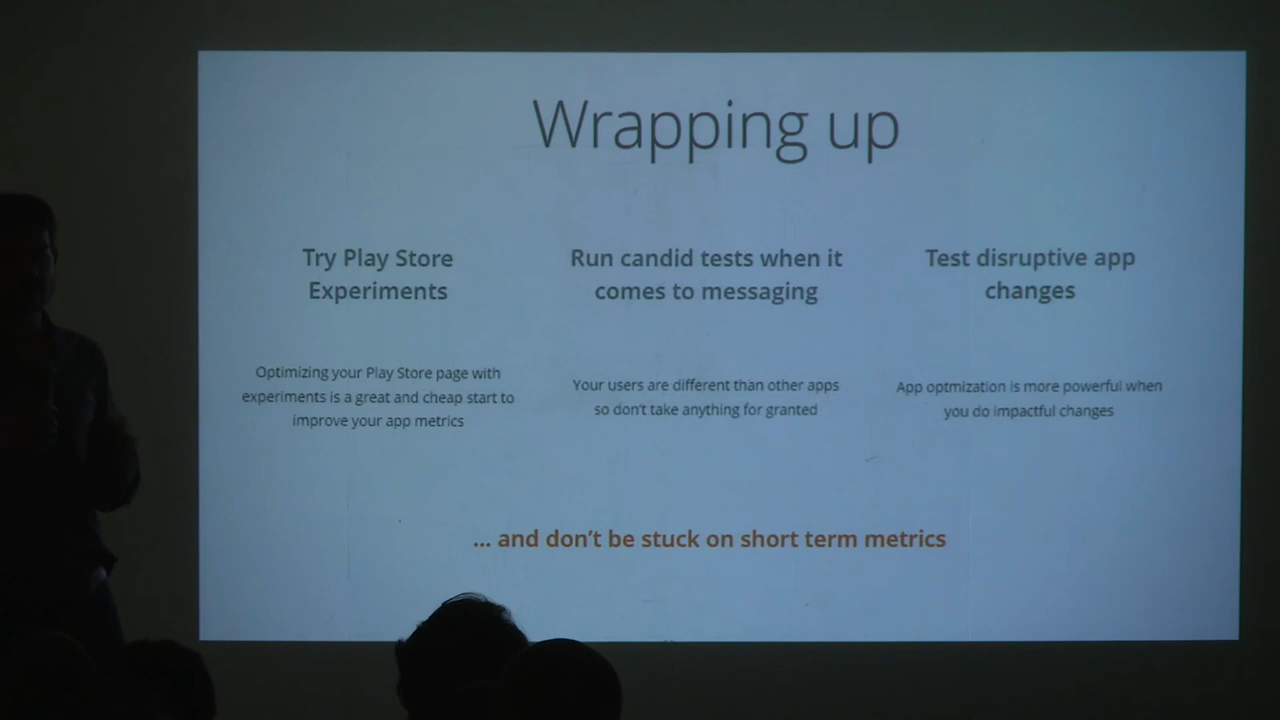 Wrapping up
Try Play Store
Experiments
Optimizing your Play Store page with
experiments is a great and cheap start to
improve your app metrics
Run candid tests when it
comes to messaging
Your users are different than other apps
so don't take anything for granted
Test disruptive app
changes
App optmization is more powerful when
you do impactful changes
... and don't be stuck on short term metrics